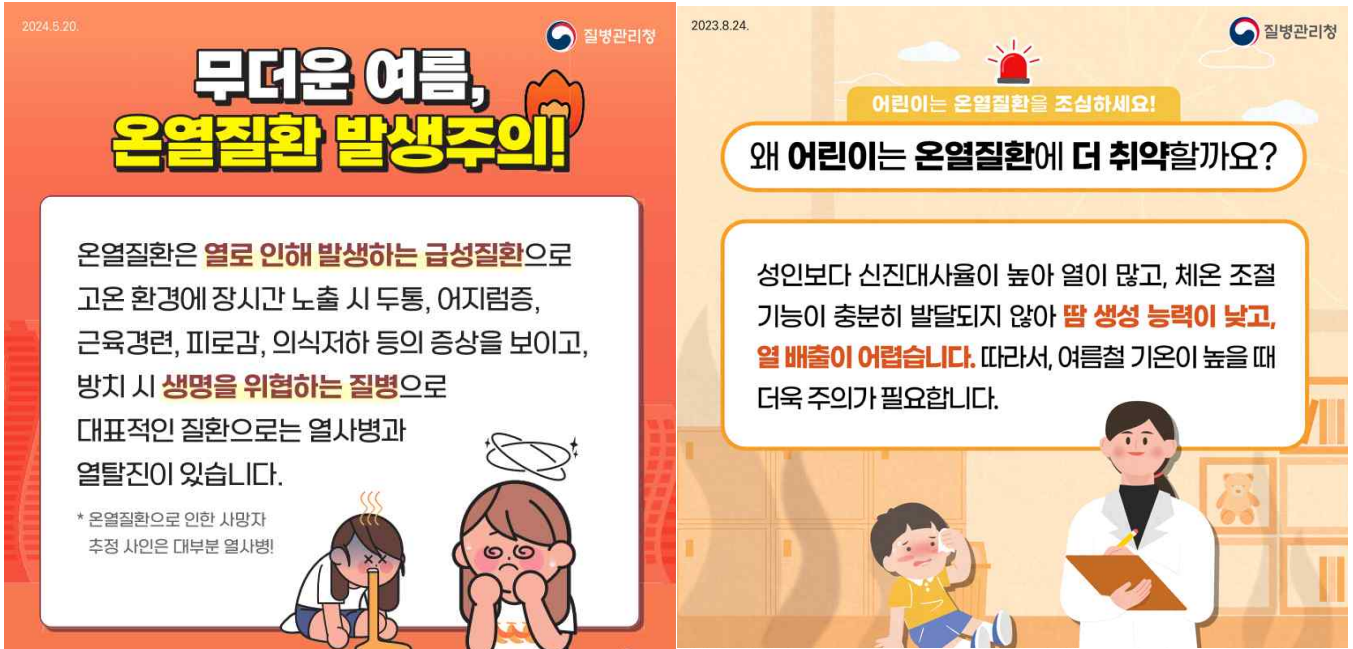 2024.5.20.
질병관리청
무더운 여름,
온열질환 발생주의!
온열질환은 열로 인해 발생하는 급성질환으로
고온 환경에 장시간 노출 시 두통, 어지럼증,
근육경련, 피로감, 의식저하 등의 증상을 보이고,
방치 시 생명을 위협하는 질병으로
대표적인 질환으로는 열사병과
열탈진이 있습니다.
* 온열질환으로 인한 사망자
추정 사인은 대부분 열사병!
2023.8.24.
질병관리청
어린이는 온열질환을 조심하세요!
왜 어린이는 온열질환에 더 취약할까요?
성인보다 신진대사율이 높아 열이 많고, 체온 조절
기능이 충분히 발달되지 않아 땀 생성 능력이 낮고,
열 배출이 어렵습니다. 따라서, 여름철 기온이 높을 때
더욱 주의가 필요합니다.